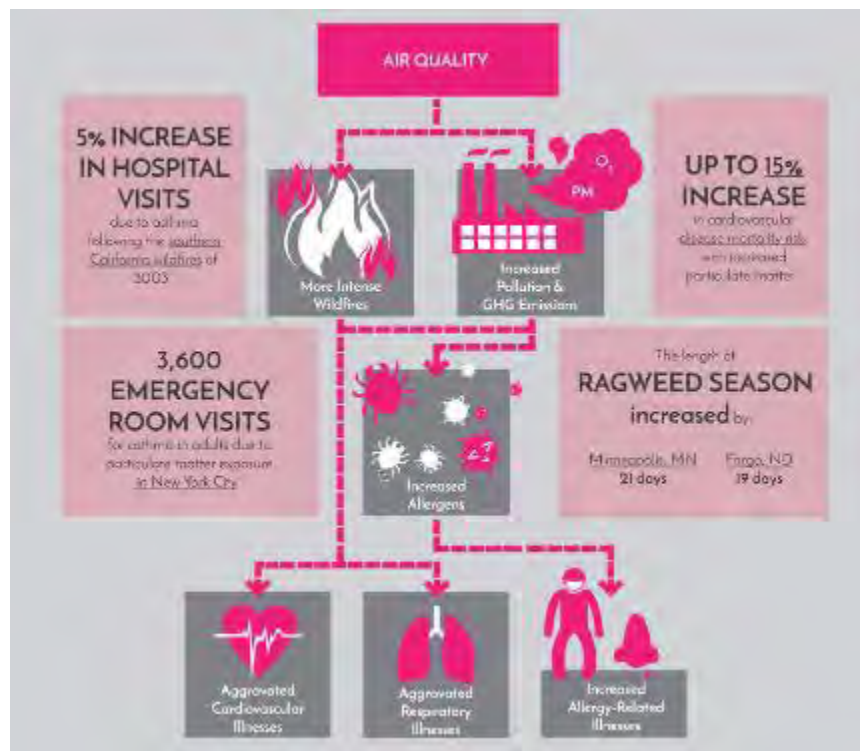 AIR QUALITY
5% INCREASE
IN HOSPITAL
VISITS
due to asthma
following the southern
California wildfires of
2003
O₃
PM
UP TO 15%
INCREASE
in cardiovascular
disease mortality risk
with increased
particulate matter
More Intense
Wildfires
Increased
Pollution &
GHG Emissions
3,600
EMERGENCY
ROOM VISITS
for asthma in adults due to
particulate matter exposure
in New York City
Increased
Allergens
The length of
RAGWEED SEASON
increased by:
Minneapolis, MN
21 days
Fargo, ND
19 days
Aggravated
Cardiovascular
Illnesses
Aggravated
Respiratory
Illnesses
Increased
Allergy-Related
Illnesses